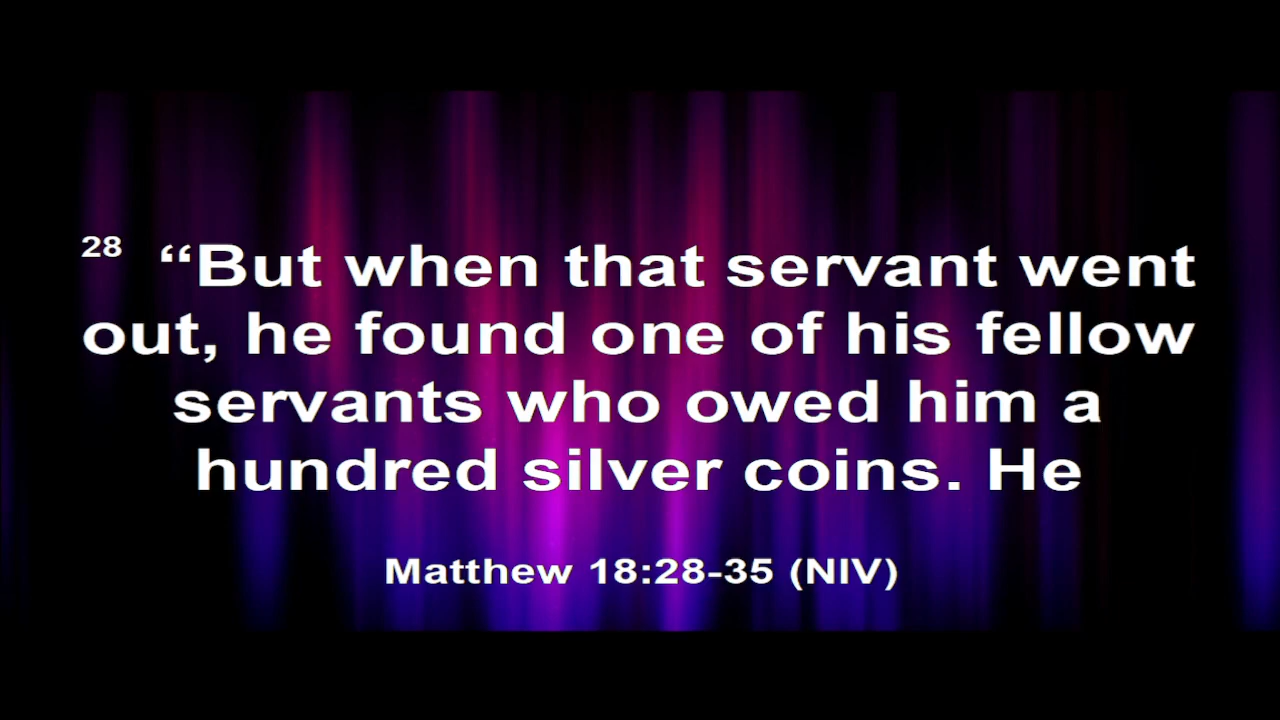 28 “But when that servant went
out, he found one of his fellow
servants who owed him a
hundred silver coins. He
Matthew 18:28-35 (NIV)